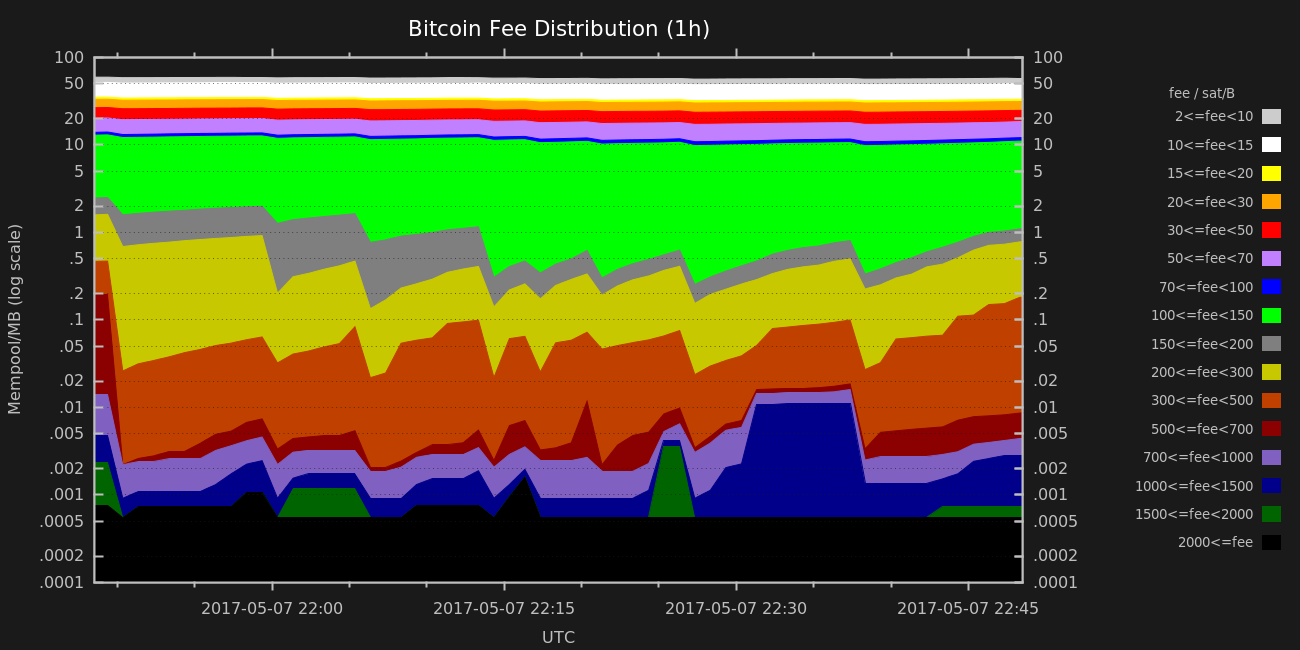 Bitcoin Fee Distribution (1h)
Mempool/MB (log scale)
100
50
20
10
5
2
1
.5
.2
.1
.05
.02
.01
.005
.002
.001
.0005
.0002
.0001
100
50
20
10
5
2
1
.5
.2
.1
.05
.02
.01
.005
.002
.001
.0005
.0002
.0001
2017-05-07 22:00 2017-05-07 22:15 2017-05-07 22:30 2017-05-07 22:45
UTC
fee / sat/B
2<=fee<10
10<=fee<15
15<=fee<20
20<=fee<30
30<=fee<50
50<=fee<70
70<=fee<100
100<=fee<150
150<=fee<200
200<=fee<300
300<=fee<500
500<=fee<700
700<=fee<1000
1000<=fee<1500
1500<=fee<2000
2000<=fee